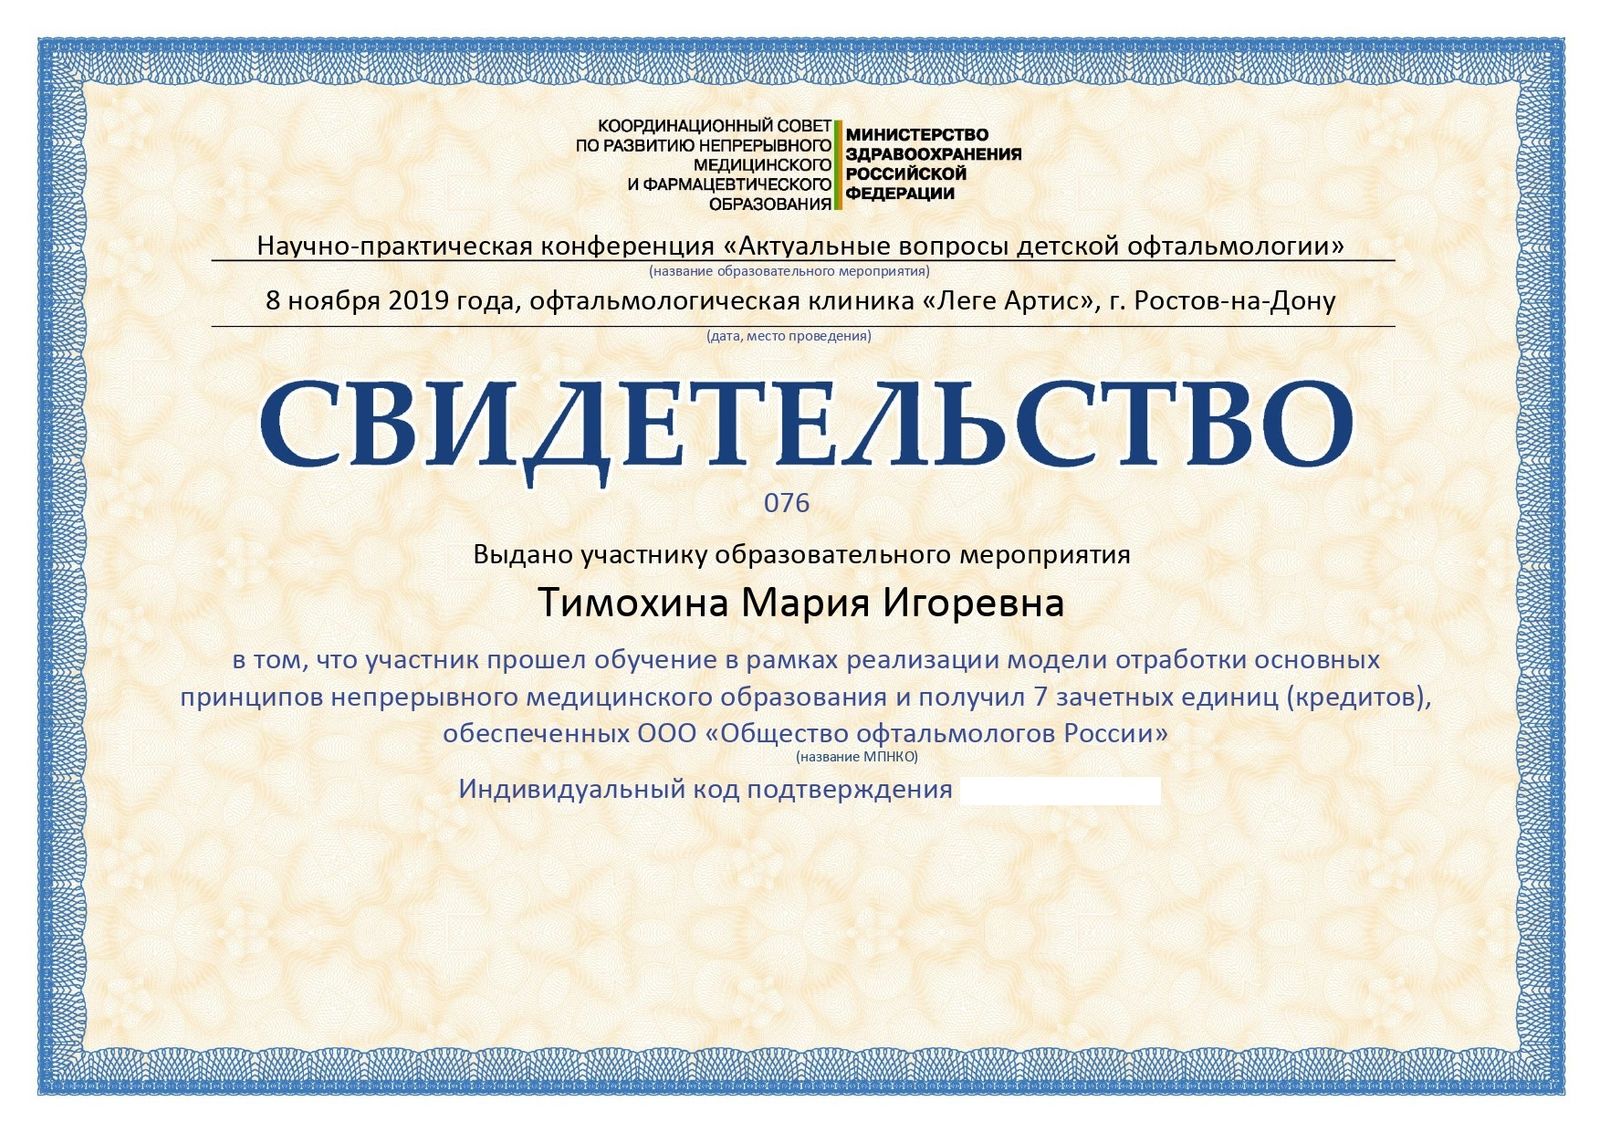 КООРДИНАЦИОННЫЙ СОВЕТ
ПО РАЗВИТИЮ НЕПРЕРЫВНОГО
МЕДИЦИНСКОГО
И ФАРМАЦЕВТИЧЕСКОГО
ОБРАЗОВАНИЯ
МИНИСТЕРСТВО
ЗДРАВООХРАНЕНИЯ
РОССИЙСКОЙ
ФЕДЕРАЦИИ
Научно-практическая конференция «Актуальные вопросы детской офтальмологии»
(название образовательного мероприятия)
8 ноября 2019 года, офтальмологическая клиника «Леге Артис», г. Ростов-на-Дону
(дата, место проведения)
СВИДЕТЕЛЬСТВО
076
Выдано участнику образовательного мероприятия
Тимохина Мария Игоревна
в том, что участник прошел обучение в рамках реализации модели отработки основных
принципов непрерывного медицинского образования и получил 7 зачетных единиц (кредитов),
обеспеченных ООО «Общество офтальмологов России»
(название МПНКО)
Индивидуальный код подтверждения